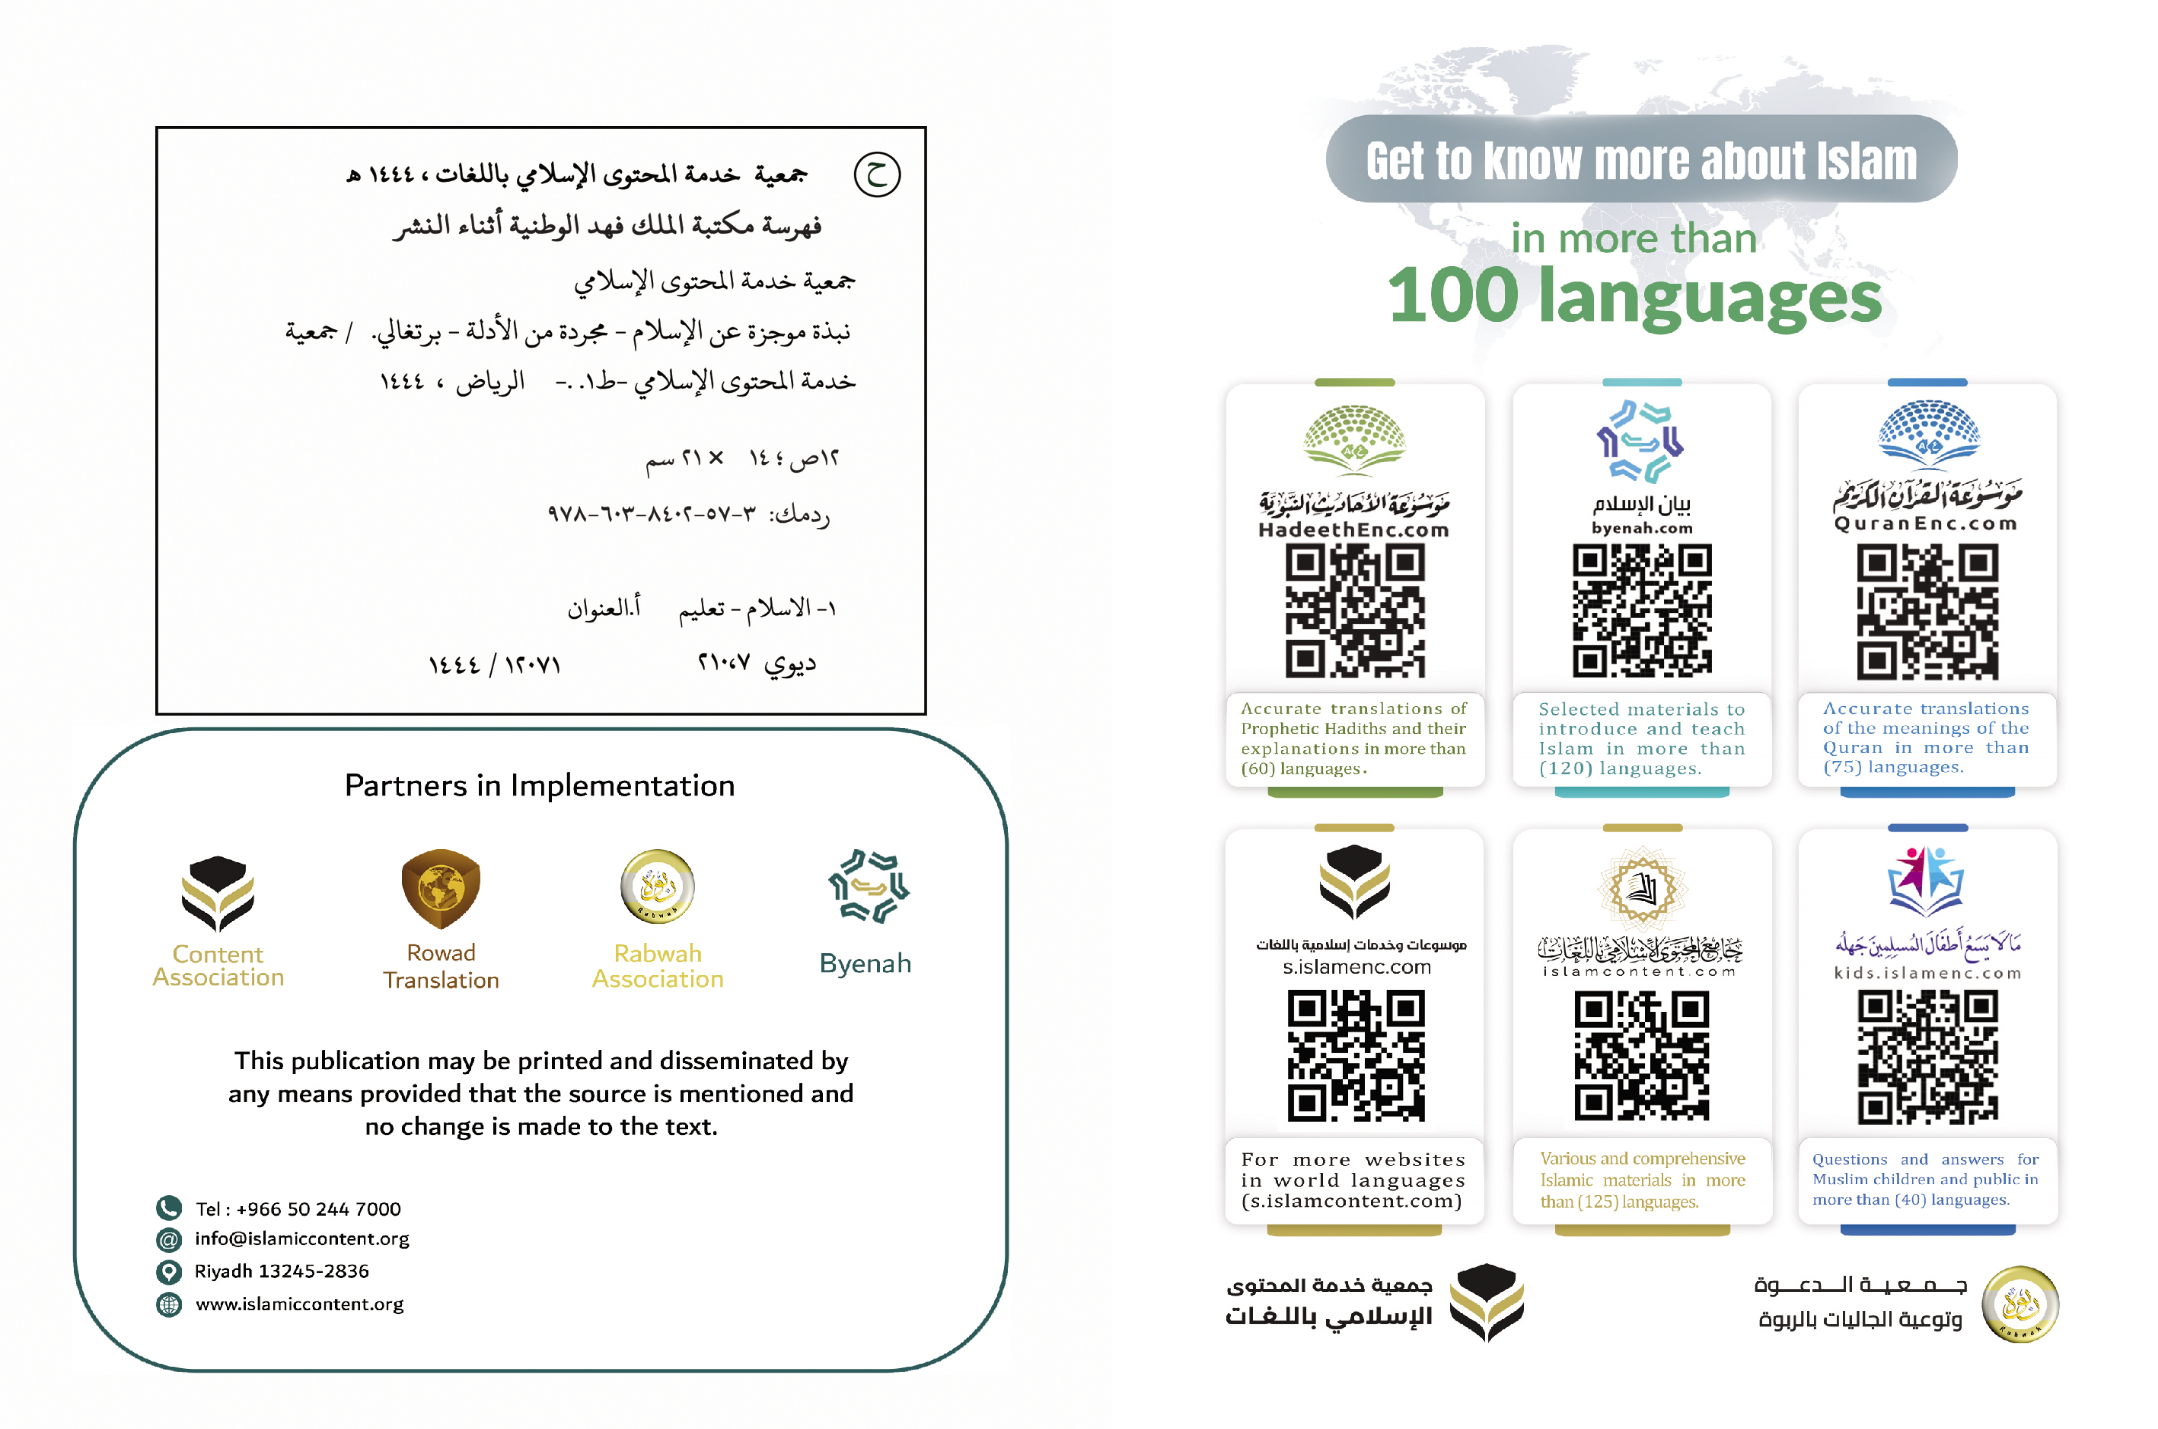 ح
جمعية خدمة المحتوى الإسلامي باللغات ، ١٤٤٤ هـ
فهرسة مكتبة الملك فهد الوطنية أثناء النشر
جمعية خدمة المحتوى الإسلامي
نبذة موجزة عن الإسلام – مجردة من الأدلة – برتغالي. / جمعية
خدمة المحتوى الإسلامي -ط١. .- الرياض ، ١٤٤٤
١٢ص ؛ ١٤ × ٢١ سم
ردمك: ٣-٥٧-٨٤٠٢-٦٠٣-٩٧٨
١- الاسلام - تعليم أ.العنوان
ديوي ٢١٠،٧ ١٢٠٧١ / ١٤٤٤
Partners in Implementation
Content
Association
Rowad
Translation
ربوة
Rabwah
Rabwah
Association
Byenah
This publication may be printed and disseminated by
any means provided that the source is mentioned and
no change is made to the text.
Tel : +966 50 244 7000
info@islamiccontent.org
Riyadh 13245-2836
www.islamiccontent.org
Get to know more about Islam
in more than
100 languages
موسوعة الأحاديث النبوية
HadeethEnc.com
Accurate translations of
Prophetic Hadiths and their
explanations in more than
(60) languages.
بيان الإسلام
byenah.com
Selected materials to
introduce and teach
Islam in more than
(120) languages.
موسوعة القرآن الكريم
QuranEnc.com
Accurate translations
of the meanings of the
Quran in more than
(75) languages.
موسوعات وخدمات إسلامية باللغات
s.islamenc.com
For more websites
in world languages
(s.islamcontent.com)
جامع المحتوى الإسلامي باللغات
islamcontent.com
Various and comprehensive
Islamic materials in more
than (125) languages.
مَا لَا يَسَعُ أَطْفَالَ المُسْلِمِينَ جَهْلُه
kids.islamenc.com
Questions and answers for
Muslim children and public in
more than (40) languages.
جمعية خدمة المحتوى
الإسلامي باللغات
جـمـعـيـة الـدعـــوة
وتوعية الجاليات بالربوة
ربوة
Rabwah